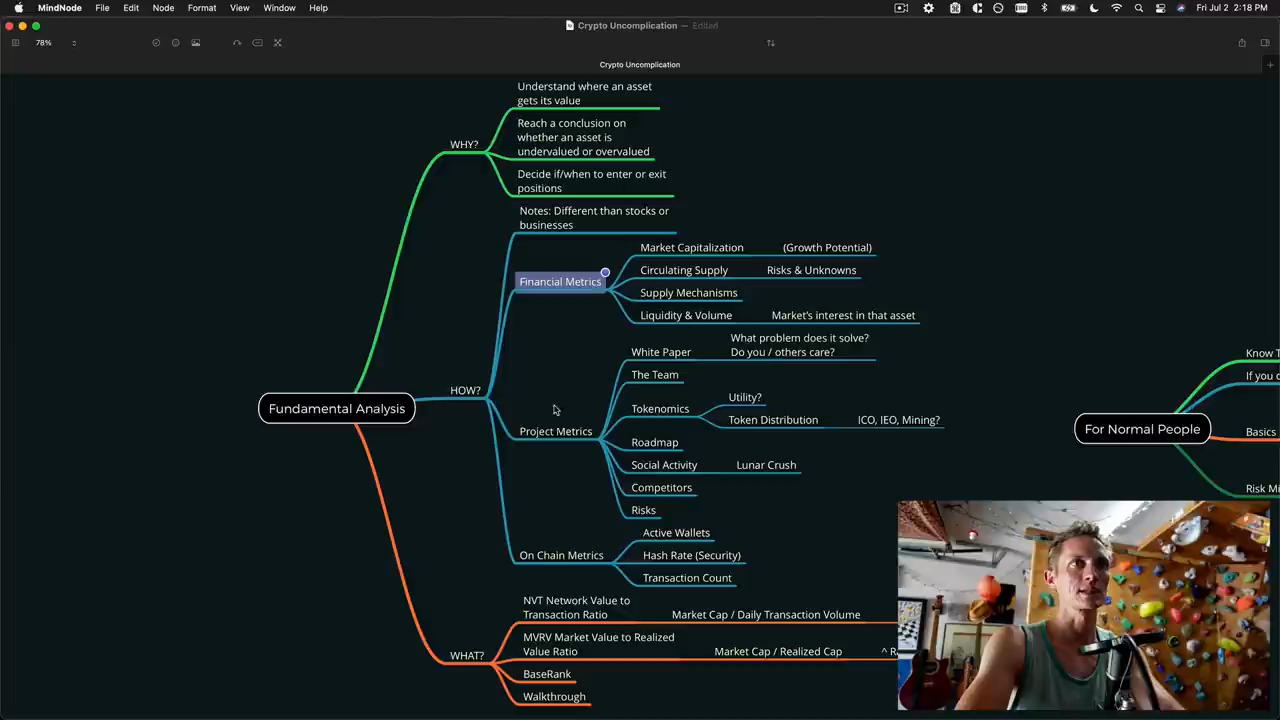 MindNode File Edit Node Format View Window Help Fri Jul 2 2:18 PM
Crypto Uncomplication — Edited
78%
Crypto Uncomplication
Understand where an asset
gets its value
Reach a conclusion on
whether an asset is
undervalued or overvalued
WHY?
Decide if/when to enter or exit
positions
Notes: Different than stocks or
businesses
Market Capitalization (Growth Potential)
Circulating Supply Risks & Unknowns
Financial Metrics
Supply Mechanisms
Liquidity & Volume Market's interest in that asset
What problem does it solve?
White Paper Do you / others care?
The Team
HOW?
Utility?
Tokenomics
Fundamental Analysis
Token Distribution ICO, IEO, Mining?
Project Metrics
Roadmap
Social Activity Lunar Crush
Competitors
Risks
Active Wallets
On Chain Metrics Hash Rate (Security)
Transaction Count
NVT Network Value to
Transaction Ratio Market Cap / Daily Transaction Volume
MVRV Market Value to Realized
Value Ratio Market Cap / Realized Cap ^ R
WHAT?
BaseRank
Walkthrough
Know T
If you c
For Normal People
Basics
Risk Mi